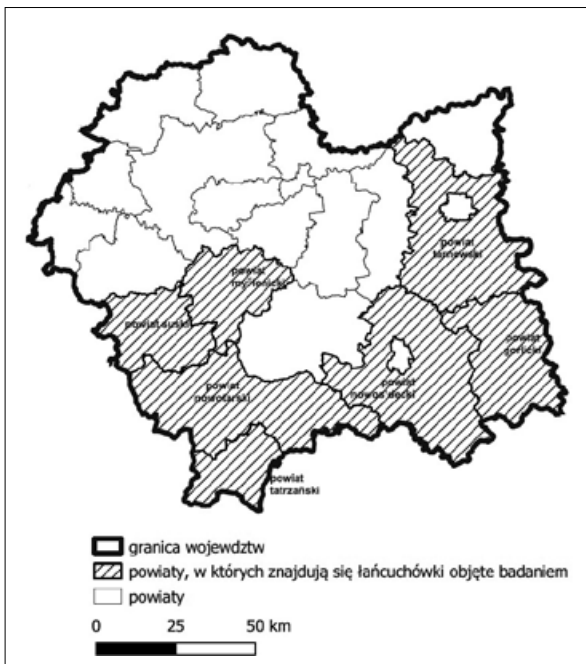 powiat
tarnowski
powiat
myślenicki
powiat suski
powiat
gorlicki
powiat
nowotarski
powiat
nowosądecki
powiat
tatrzański
granica wojewdztw
powiaty, w których znajdują się łańcuchówki objęte badaniem
powiaty
0 25 50 km